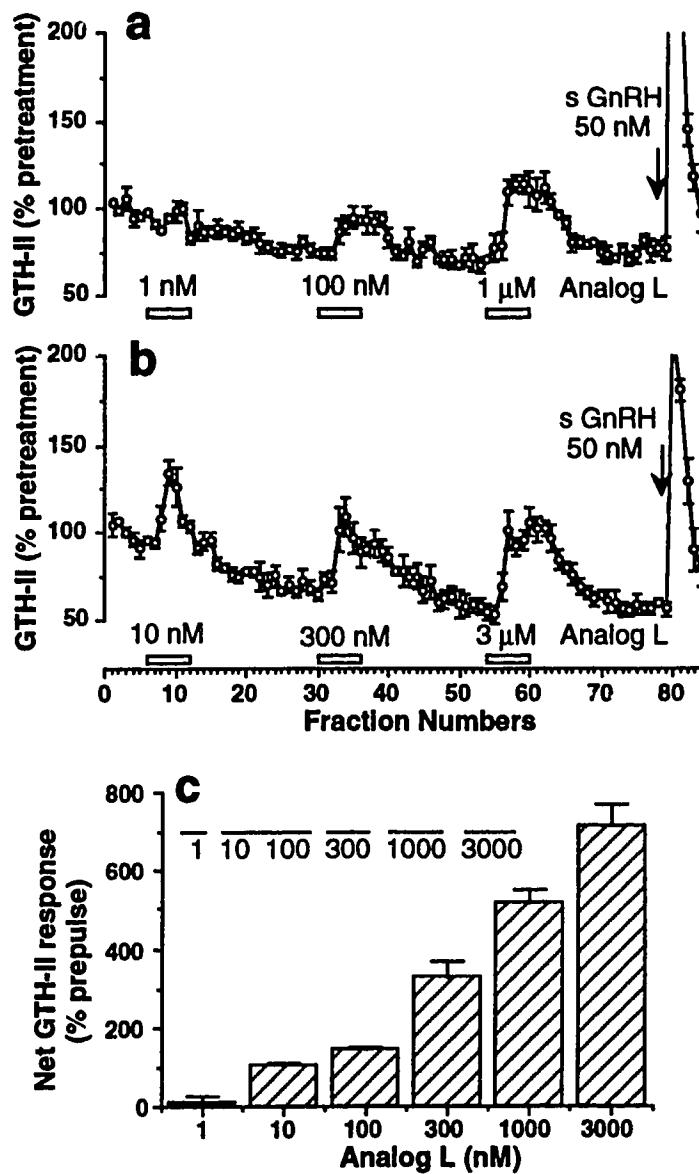 a
200
150
100
50
GTH-II (% pretreatment)
s GnRH
50 nM
1 nM 100 nM 1 µM Analog L
b
200
150
100
50
GTH-II (% pretreatment)
s GnRH
50 nM
10 nM 300 nM 3 µM Analog L
0 10 20 30 40 50 60 70 80
Fraction Numbers
c
800
600
400
200
0
Net GTH-II response
(% prepulse)
1 10 100 300 1000 3000
1 10 100 300 1000 3000
Analog L (nM)